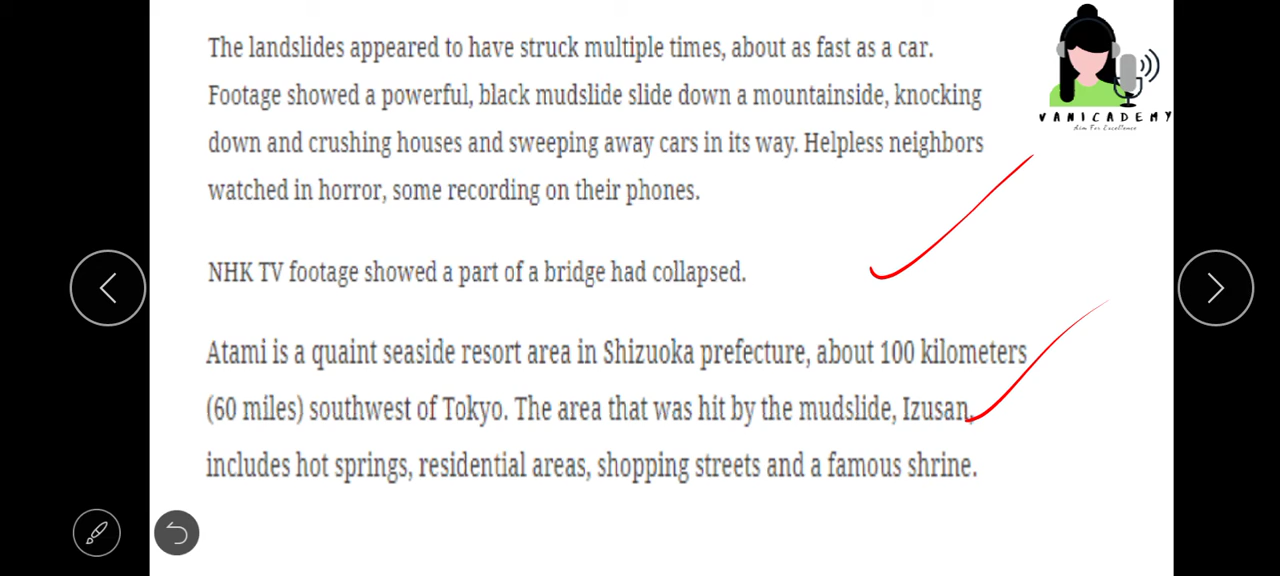 The landslides appeared to have struck multiple times, about as fast as a car.
Footage showed a powerful, black mudslide slide down a mountainside, knocking
down and crushing houses and sweeping away cars in its way. Helpless neighbors
watched in horror, some recording on their phones.
NHK TV footage showed a part of a bridge had collapsed.
Atami is a quaint seaside resort area in Shizuoka prefecture, about 100 kilometers
(60 miles) southwest of Tokyo. The area that was hit by the mudslide, Izusan,
includes hot springs, residential areas, shopping streets and a famous shrine.
VANICADEMY
Aim For Excellence